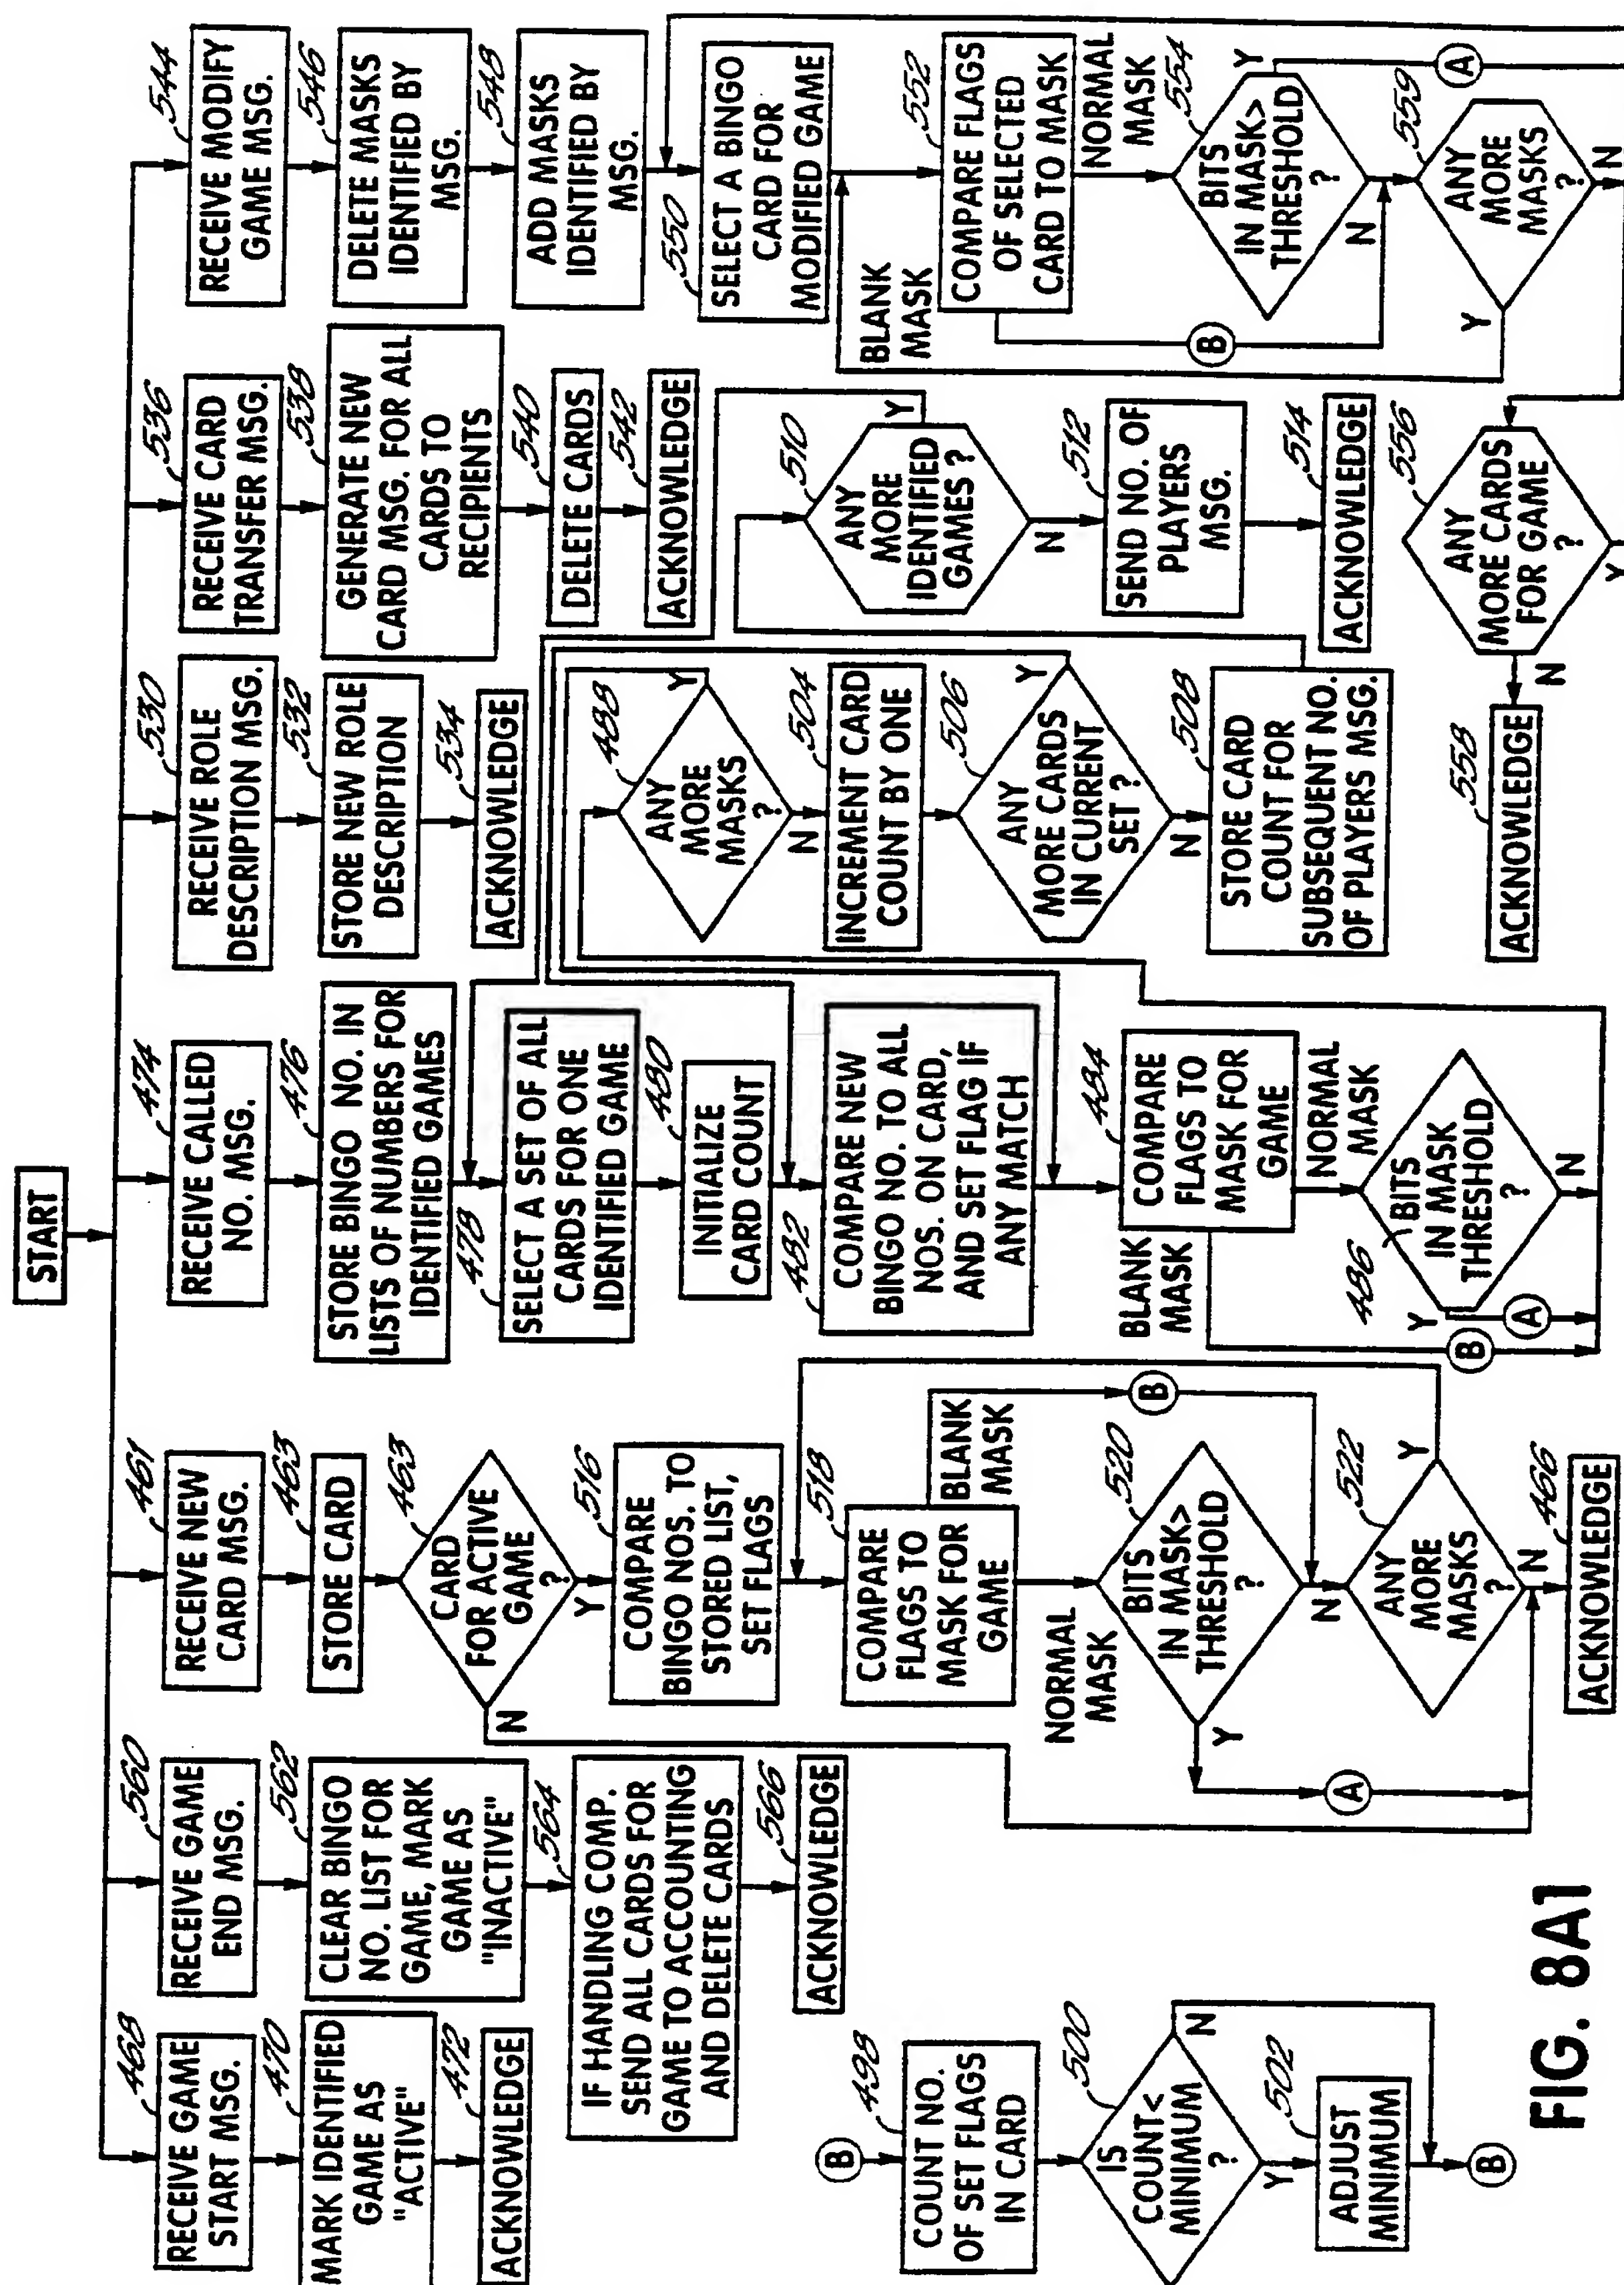 START
468
RECEIVE GAME
START MSG.
470
MARK IDENTIFIED
GAME AS
"ACTIVE"
472
ACKNOWLEDGE
560
RECEIVE GAME
END MSG.
562
CLEAR BINGO
NO. LIST FOR
GAME, MARK
GAME AS
"INACTIVE"
564
IF HANDLING COMP.
SEND ALL CARDS FOR
GAME TO ACCOUNTING
AND DELETE CARDS
566
ACKNOWLEDGE
461
RECEIVE NEW
CARD MSG.
463
STORE CARD
463
CARD
FOR ACTIVE
GAME
?
N
Y
516
COMPARE
BINGO NOS. TO
STORED LIST,
SET FLAGS
518
COMPARE
FLAGS TO
MASK FOR
GAME
BLANK
MASK
B
NORMAL
MASK
520
BITS
IN MASK>
THRESHOLD
?
Y
A
N
522
ANY
MORE
MASKS
?
Y
N
466
ACKNOWLEDGE
474
RECEIVE CALLED
NO. MSG.
476
STORE BINGO NO. IN
LISTS OF NUMBERS FOR
IDENTIFIED GAMES
478
SELECT A SET OF ALL
CARDS FOR ONE
IDENTIFIED GAME
480
INITIALIZE
CARD COUNT
482
COMPARE NEW
BINGO NO. TO ALL
NOS. ON CARD,
AND SET FLAG IF
ANY MATCH
484
COMPARE
FLAGS TO
MASK FOR
GAME
BLANK
MASK
NORMAL
MASK
486
BITS
IN MASK
THRESHOLD
?
Y
A
B
N
530
RECEIVE ROLE
DESCRIPTION MSG.
532
STORE NEW ROLE
DESCRIPTION
534
ACKNOWLEDGE
488
ANY
MORE
MASKS
?
Y
N
504
INCREMENT CARD
COUNT BY ONE
506
ANY
MORE CARDS
IN CURRENT
SET ?
Y
N
508
STORE CARD
COUNT FOR
SUBSEQUENT NO.
OF PLAYERS MSG.
536
RECEIVE CARD
TRANSFER MSG.
538
GENERATE NEW
CARD MSG. FOR ALL
CARDS TO
RECIPIENTS
540
DELETE CARDS
542
ACKNOWLEDGE
510
ANY
MORE
IDENTIFIED
GAMES ?
Y
N
512
SEND NO. OF
PLAYERS
MSG.
514
ACKNOWLEDGE
544
RECEIVE MODIFY
GAME MSG.
546
DELETE MASKS
IDENTIFIED BY
MSG.
548
ADD MASKS
IDENTIFIED BY
MSG.
550
SELECT A BINGO
CARD FOR
MODIFIED GAME
552
COMPARE FLAGS
OF SELECTED
CARD TO MASK
BLANK
MASK
B
NORMAL
MASK
554
BITS
IN MASK>
THRESHOLD
?
Y
A
N
559
ANY
MORE
MASKS
?
Y
N
556
ANY
MORE CARDS
FOR GAME
?
Y
N
558
ACKNOWLEDGE
B
498
COUNT NO.
OF SET FLAGS
IN CARD
500
IS
COUNT<
MINIMUM
?
N
Y
502
ADJUST
MINIMUM
B
FIG. 8A1